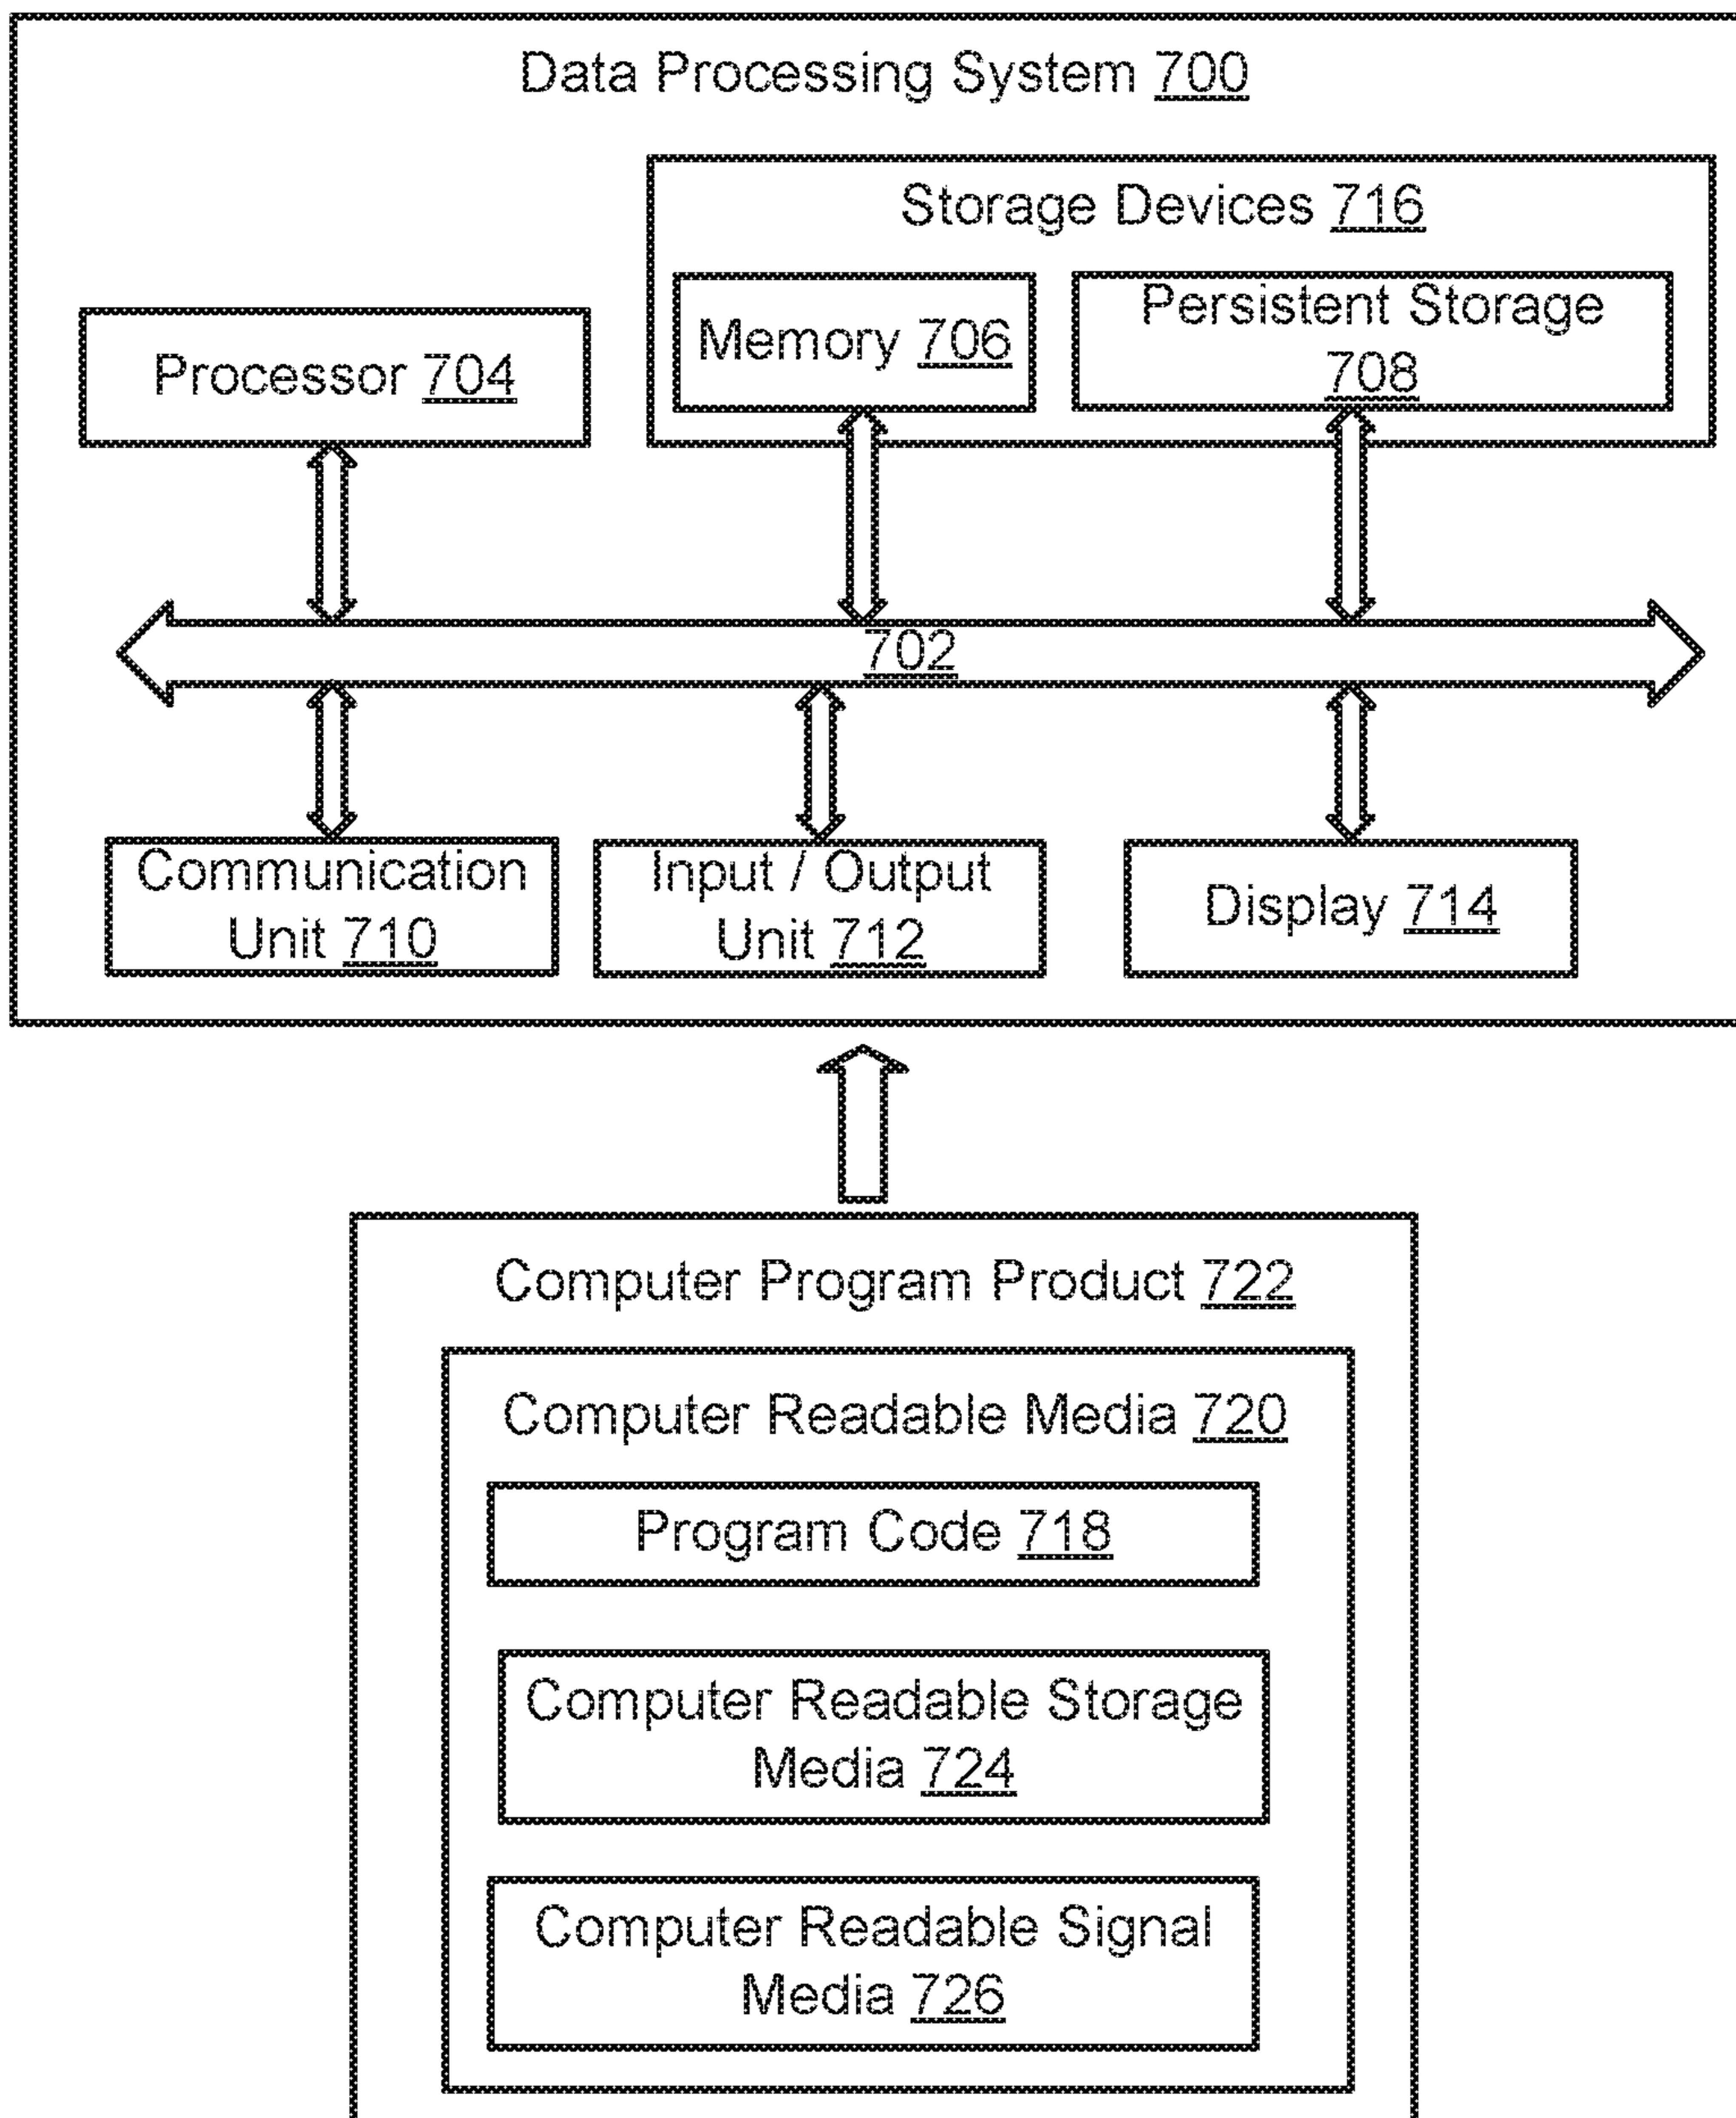 Data Processing System 700
Storage Devices 716
Processor 704
Memory 706
Persistent Storage
708
702
Communication
Unit 710
Input / Output
Unit 712
Display 714
Computer Program Product 722
Computer Readable Media 720
Program Code 718
Computer Readable Storage
Media 724
Computer Readable Signal
Media 726